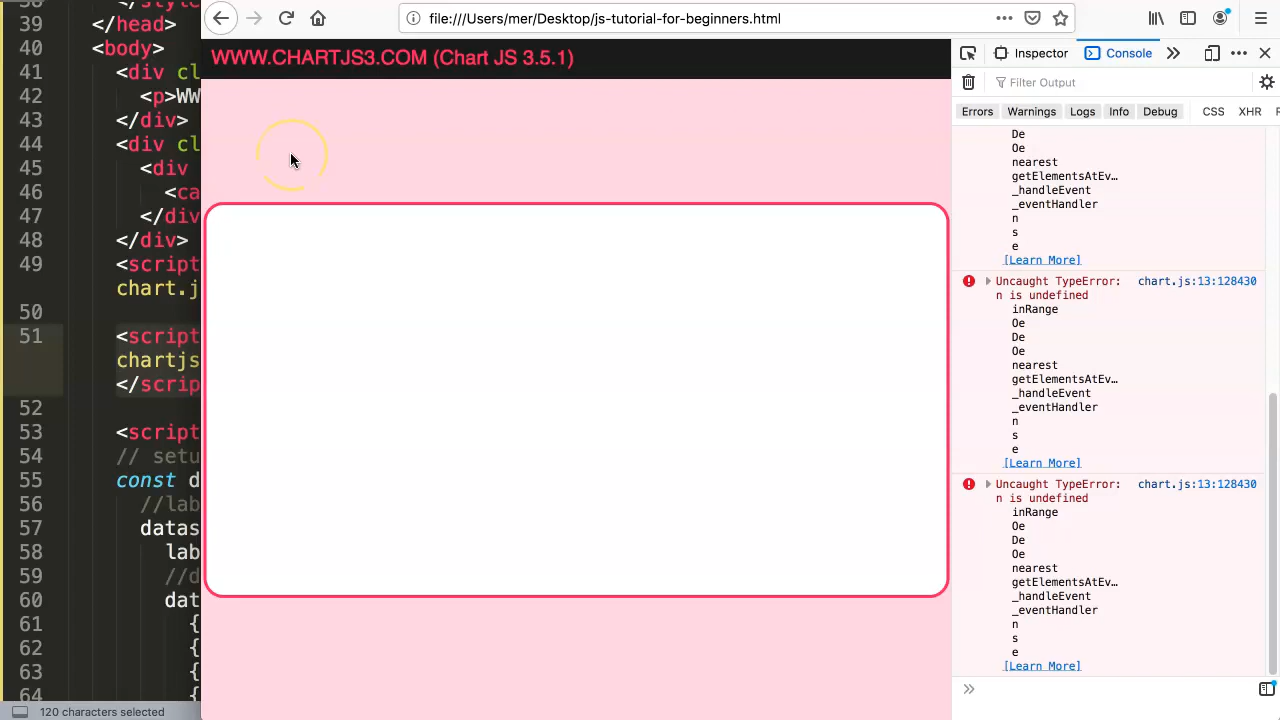 38 </style
39 </head>
40 <body>
41 <div cl
42 <p>WW
43 </div>
44 <div cl
45 <div
46 <ca
47 </div
48 </div>
49 <script
chart.j
50
51 <script
chartjs
</scrip
52
53 <script
54 // setu
55 const d
56 //lab
57 datas
58 lab
59 //d
60 dat
61 {
62 {
63 {
64 {
120 characters selected
file:///Users/mer/Desktop/js-tutorial-for-beginners.html
WWW.CHARTJS3.COM (Chart JS 3.5.1)
Inspector Console
Filter Output
Errors Warnings Logs Info Debug CSS XHR
De
Oe
nearest
getElementsAtEv…
_handleEvent
_eventHandler
n
s
e
[Learn More]
Uncaught TypeError: chart.js:13:128430
n is undefined
inRange
Oe
De
Oe
nearest
getElementsAtEv…
_handleEvent
_eventHandler
n
s
e
[Learn More]
Uncaught TypeError: chart.js:13:128430
n is undefined
inRange
Oe
De
Oe
nearest
getElementsAtEv…
_handleEvent
_eventHandler
n
s
e
[Learn More]